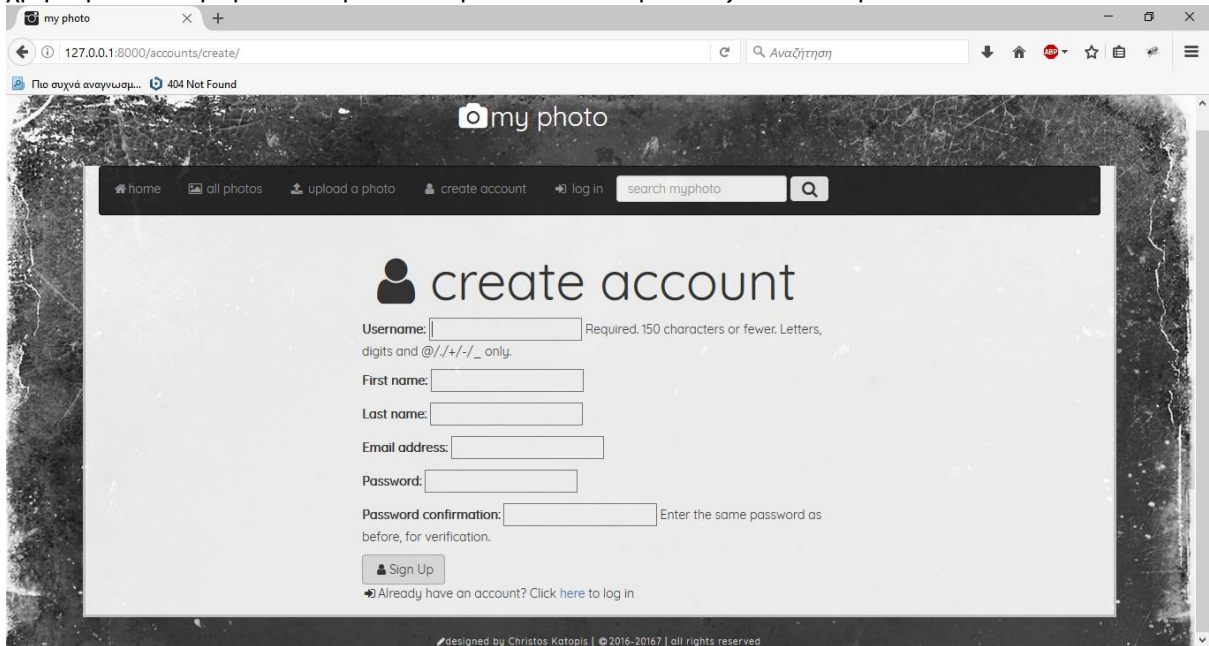 my photo
127.0.0.1:8000/accounts/create/
Αναζήτηση
ABP
Πιο συχνά αναγνωσμ... 404 Not Found
my photo
home all photos upload a photo create account log in search myphoto
create account
Username: Required. 150 characters or fewer. Letters,
digits and @/./+/-/_ only.
First name:
Last name:
Email address:
Password:
Password confirmation: Enter the same password as
before, for verification.
Sign Up
Already have an account? Click here to log in
designed by Christos Katopis | © 2016-20167 | all rights reserved